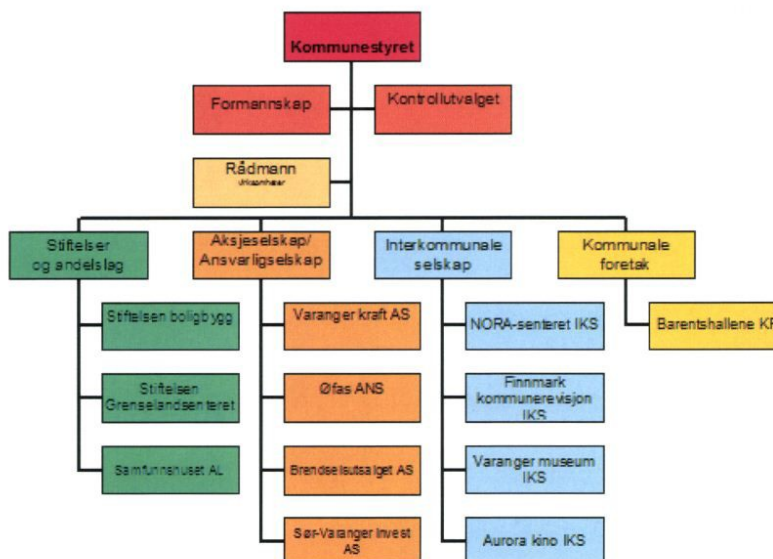 Kommunestyret
Formannskap
Kontrollutvalget
Rådmann
virksomheter
Stiftelser
og andelslag
Aksjeselskap/
Ansvarligselskap
Interkommunale
selskap
Kommunale
foretak
Stiftelsen boligbygg
Varanger kraft AS
NORA-senteret IKS
Barentshallene KF
Stiftelsen
Grenselandsenteret
Øfas ANS
Finnmark
kommunerevisjon
IKS
Samfunnshuset AL
Brendselsutsalget AS
Varanger museum
IKS
Sør-Varanger Invest
AS
Aurora kino IKS